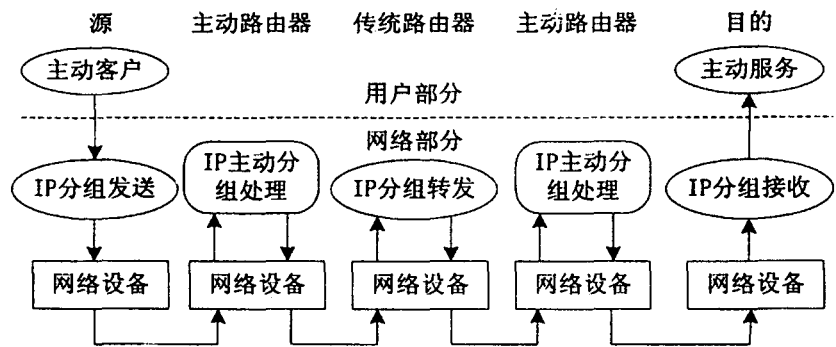 源 主动路由器 传统路由器 主动路由器 目的
主动客户 主动服务
用户部分
网络部分
IP分组发送 IP主动分组处理 IP分组转发 IP主动分组处理 IP分组接收
网络设备 网络设备 网络设备 网络设备 网络设备